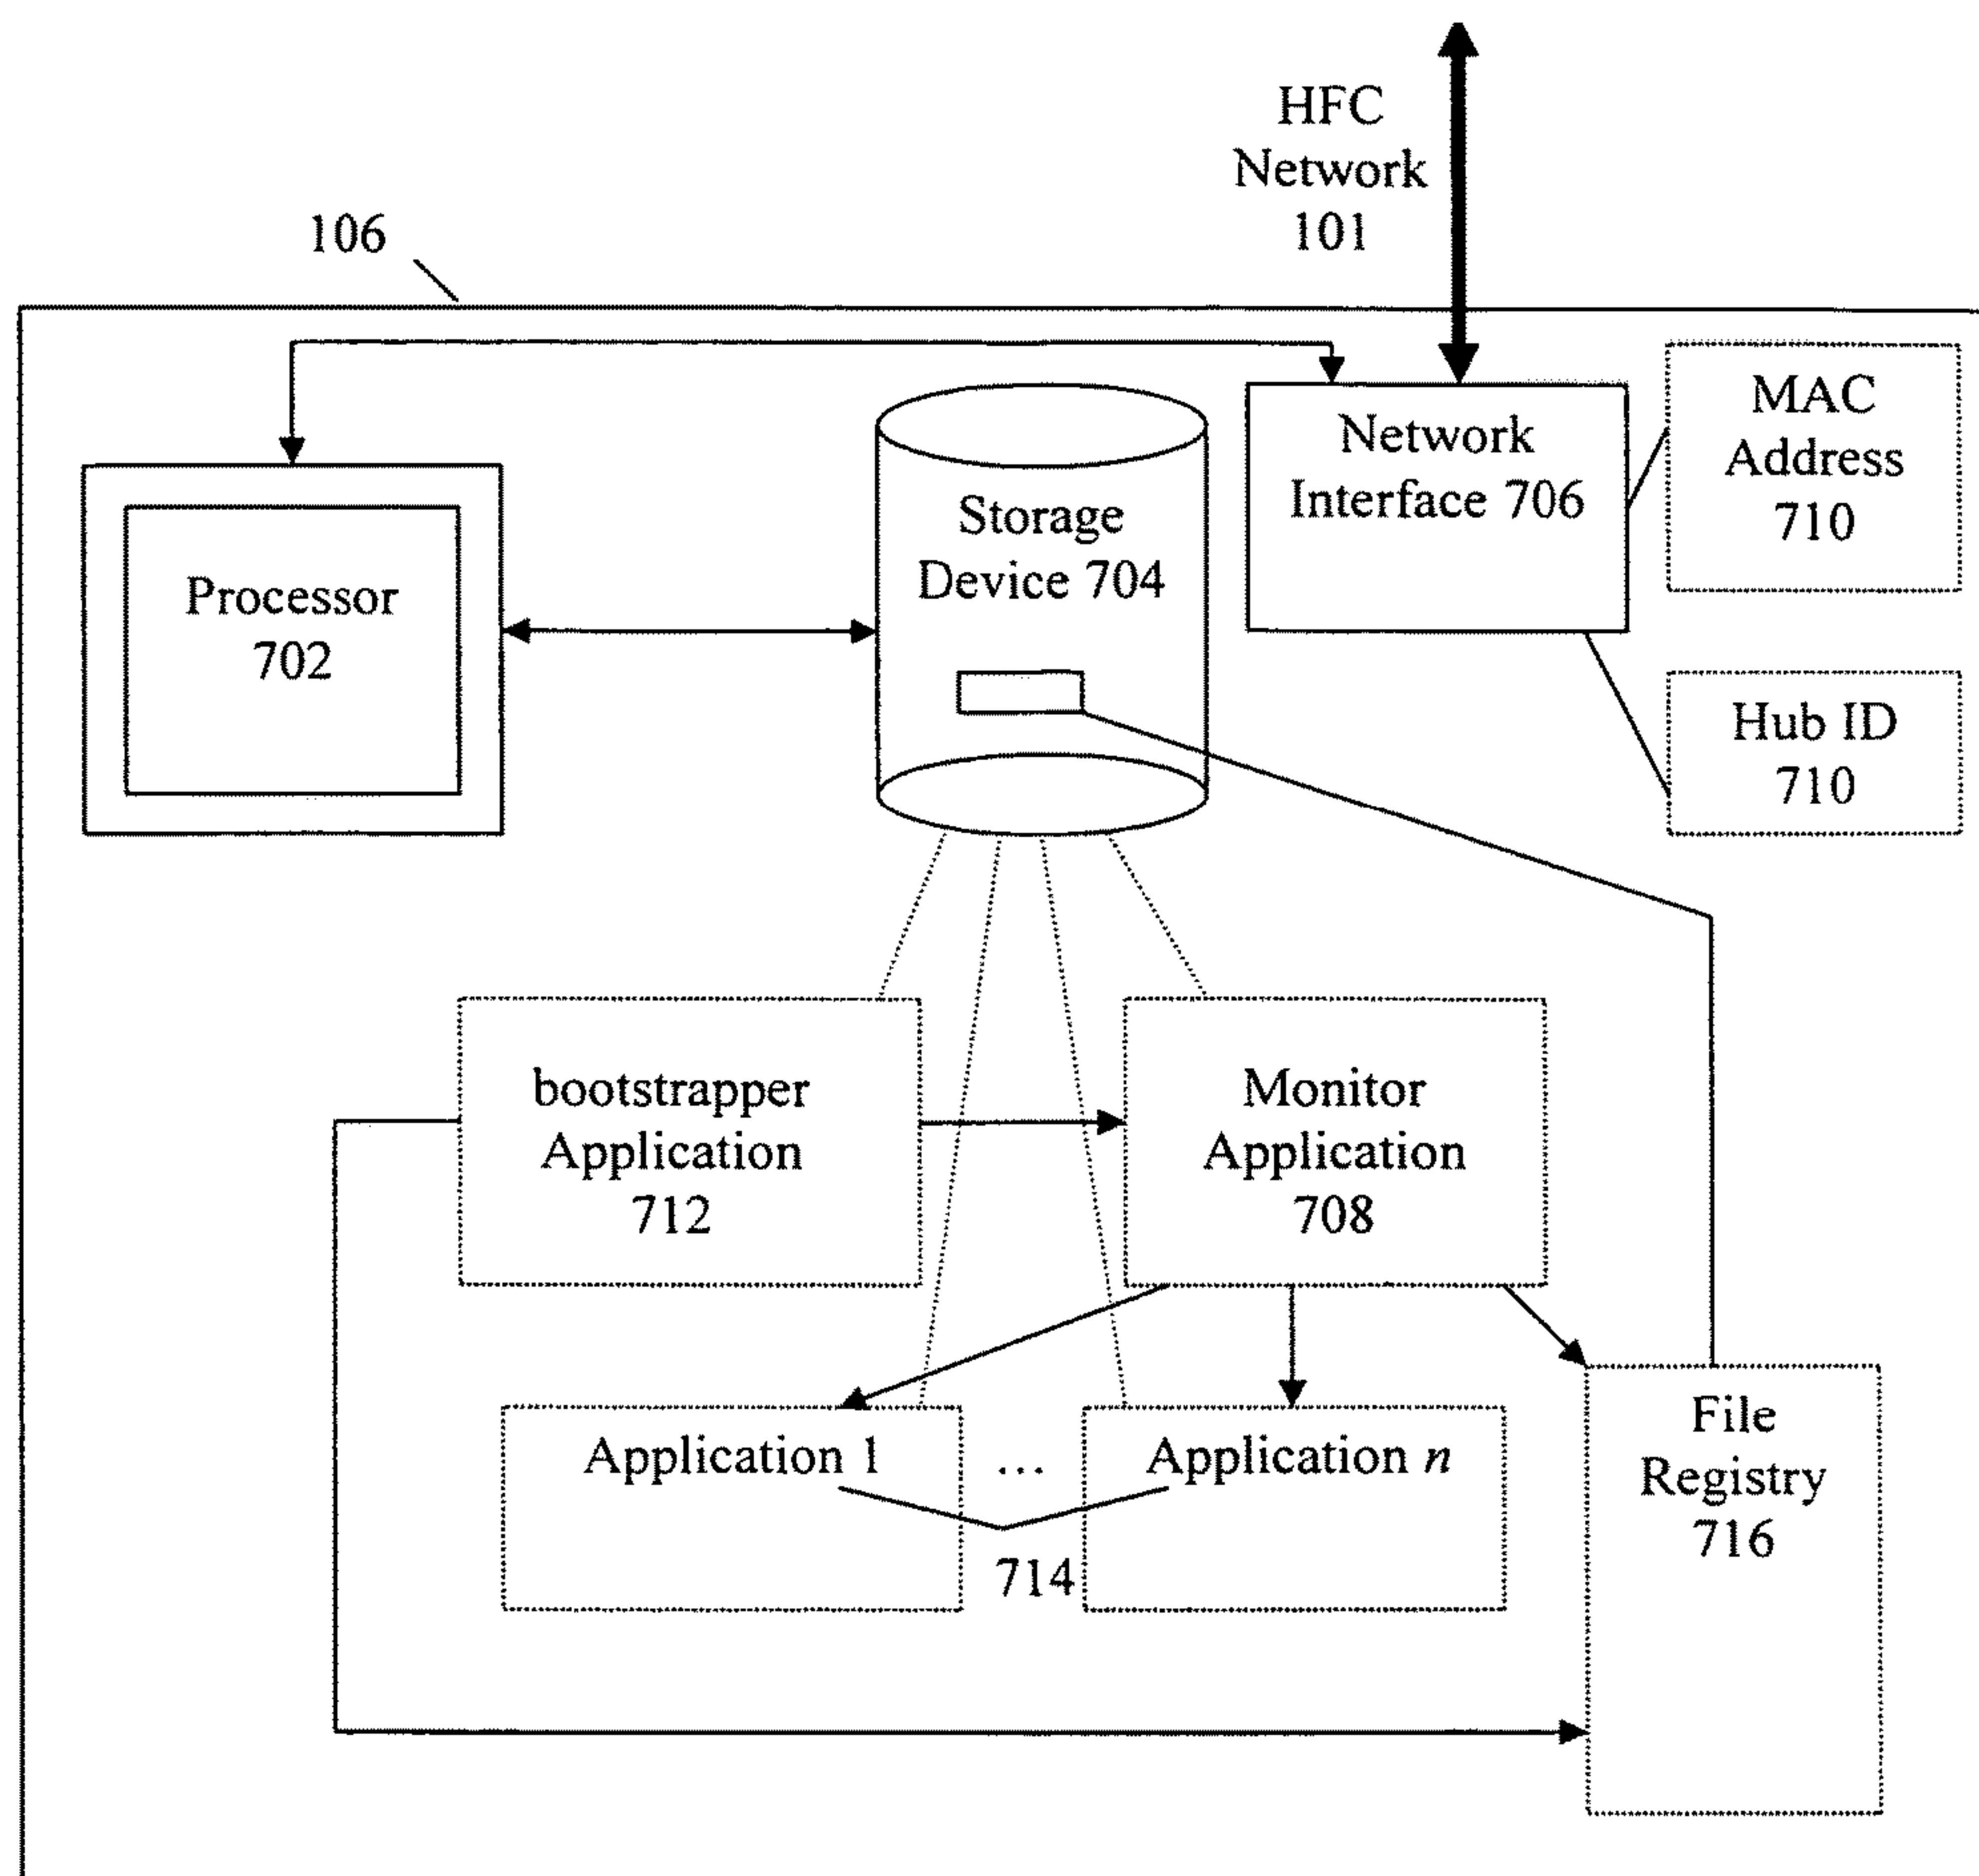 HFC
Network
101
106
MAC
Address
710
Network
Interface 706
Storage
Device 704
Processor
702
Hub ID
710
bootstrapper
Application
712
Monitor
Application
708
Application 1
...
Application n
714
File
Registry
716